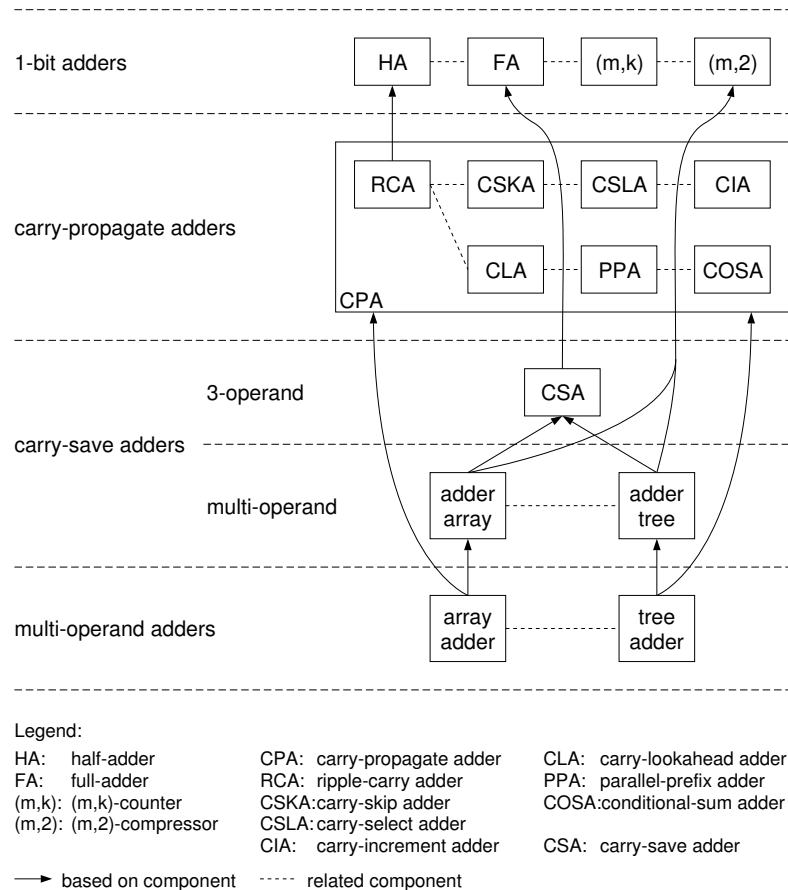 1-bit adders HA FA (m,k) (m,2)
carry-propagate adders RCA CSKA CSLA CIA
CLA PPA COSA
CPA
3-operand CSA
carry-save adders
multi-operand adder array adder tree
multi-operand adders array adder tree adder
Legend:
HA: half-adder CPA: carry-propagate adder CLA: carry-lookahead adder
FA: full-adder RCA: ripple-carry adder PPA: parallel-prefix adder
(m,k): (m,k)-counter CSKA:carry-skip adder COSA:conditional-sum adder
(m,2): (m,2)-compressor CSLA:carry-select adder
CIA: carry-increment adder CSA: carry-save adder
based on component related component